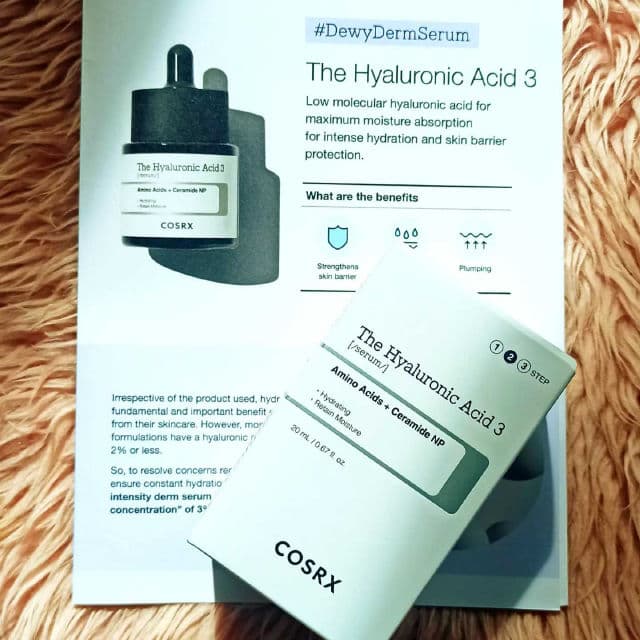 #DewyDermSerum
The Hyaluronic Acid 3
Low molecular hyaluronic acid for
maximum moisture absorption
for intense hydration and skin barrier
protection.
What are the benefits
Strengthens
skin barrier
Plumping
The Hyaluronic Acid 3
[/serum/]
Amino Acids + Ceramide NP
· Hydrating
· Retain Moisture
COSRX
Irrespective of the product used,
fundamental and important benefit
from their skincare. However,
formulations have a hyaluronic
2% or less.
So, to resolve concerns
ensure constant
intensity derm serum
concentration" of 3
1 2 3 STEP
The Hyaluronic Acid 3
[/serum/]
Amino Acids + Ceramide NP
· Hydrating
· Retain Moisture
20 mL / 0.67 fl. oz.
COSRX